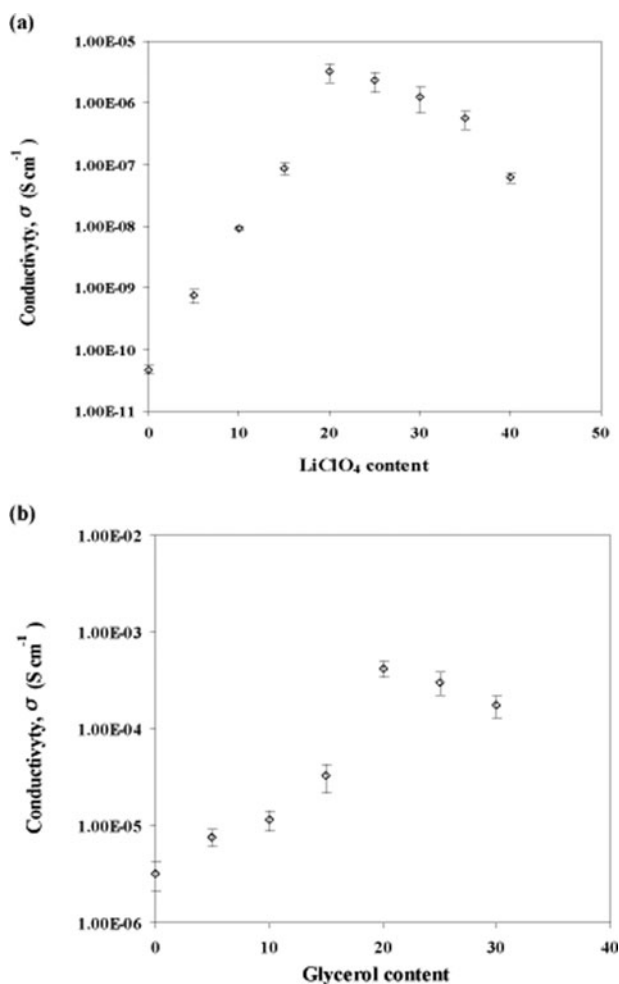 (a)
1.00E-05
1.00E-06
1.00E-07
1.00E-08
1.00E-09
1.00E-10
1.00E-11
Conductivyty, σ (S cm⁻¹)
0 10 20 30 40 50
LiClO₄ content
(b)
1.00E-02
1.00E-03
1.00E-04
1.00E-05
1.00E-06
Conductivyty, σ (S cm⁻¹)
0 10 20 30 40
Glycerol content